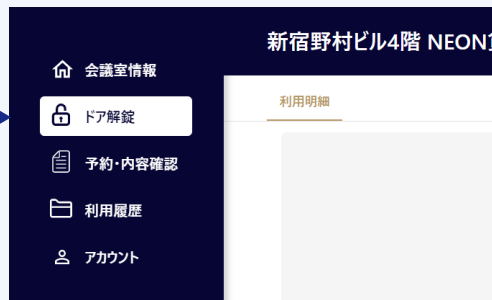 新宿野村ビル4階 NEON
会議室情報
ドア解錠
予約・内容確認
利用履歴
アカウント
利用明細